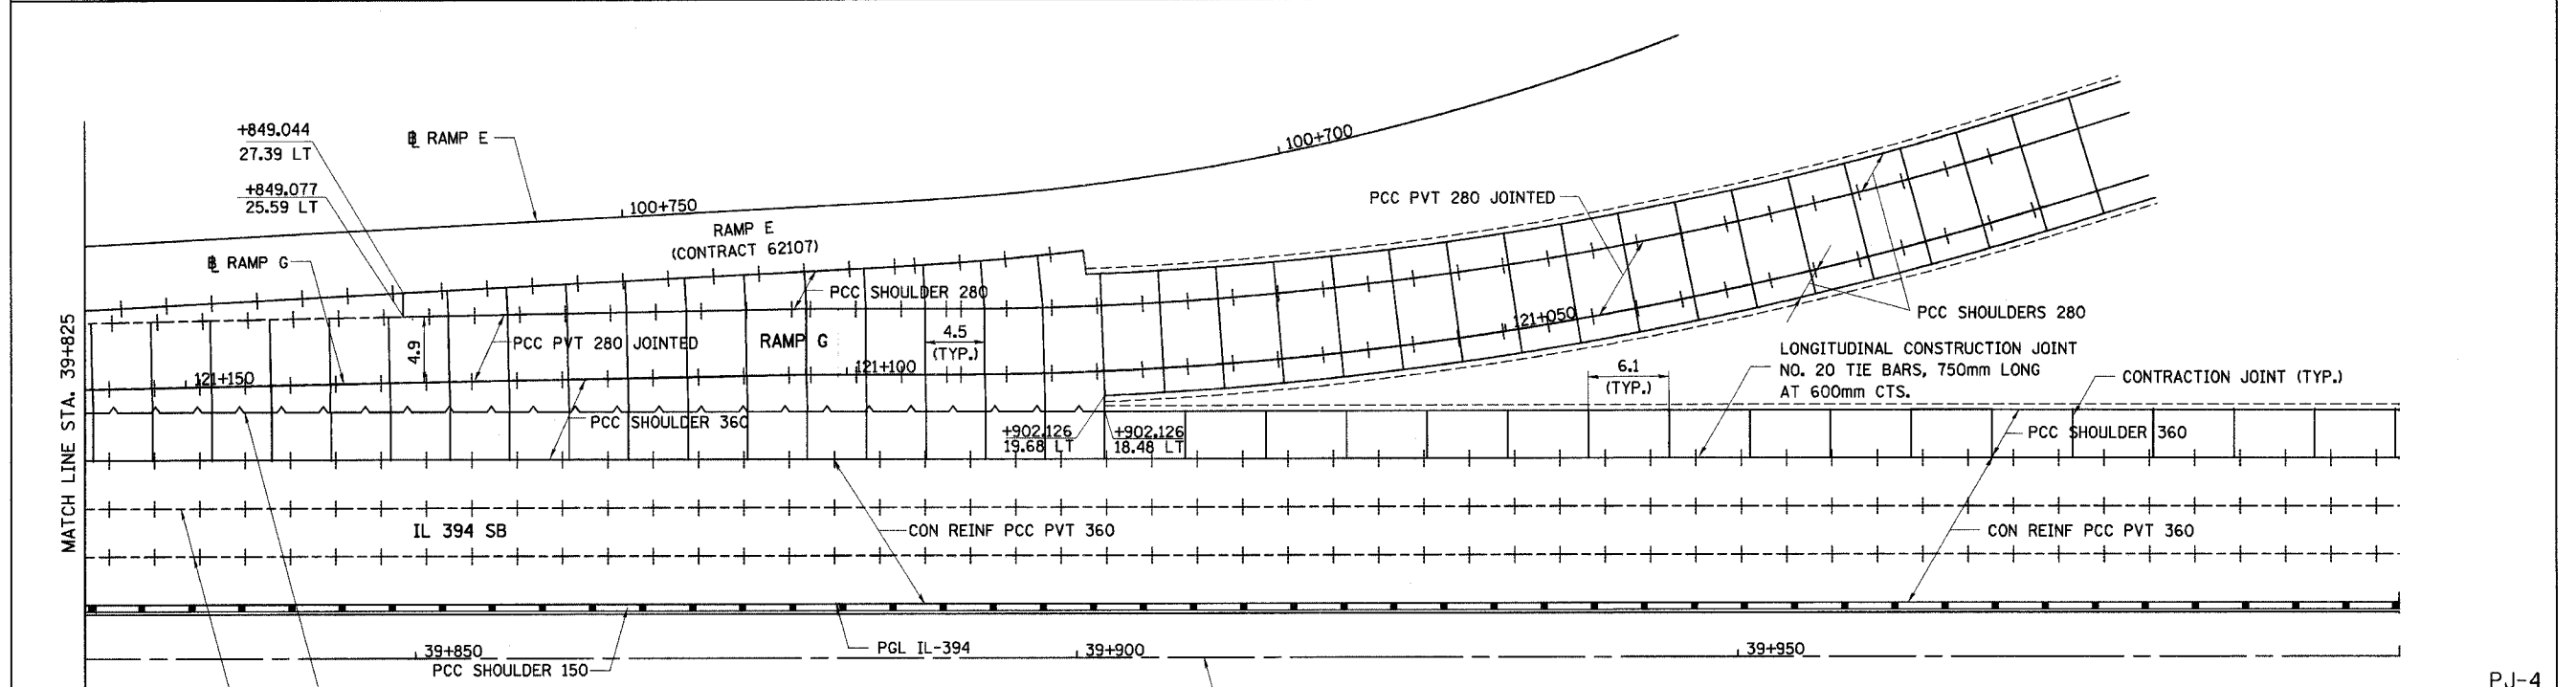 +849.044
27.39 LT
+849.077
25.59 LT
℄ RAMP E
100+750
100+700
RAMP E
(CONTRACT 62107)
℄ RAMP G
PCC SHOULDER 280
PCC PVT 280 JOINTED
RAMP G
4.9
4.5
(TYP.)
121+150
121+100
PCC PVT 280 JOINTED
121+050
PCC SHOULDERS 280
LONGITUDINAL CONSTRUCTION JOINT
NO. 20 TIE BARS, 750mm LONG
AT 600mm CTS.
6.1
(TYP.)
CONTRACTION JOINT (TYP.)
MATCH LINE STA. 39+825
PCC SHOULDER 360
+902.126
19.68 LT
+902.126
18.48 LT
PCC SHOULDER 360
IL 394 SB
CON REINF PCC PVT 360
CON REINF PCC PVT 360
39+850
PCC SHOULDER 150
PGL IL-394
39+900
39+950
PJ-4